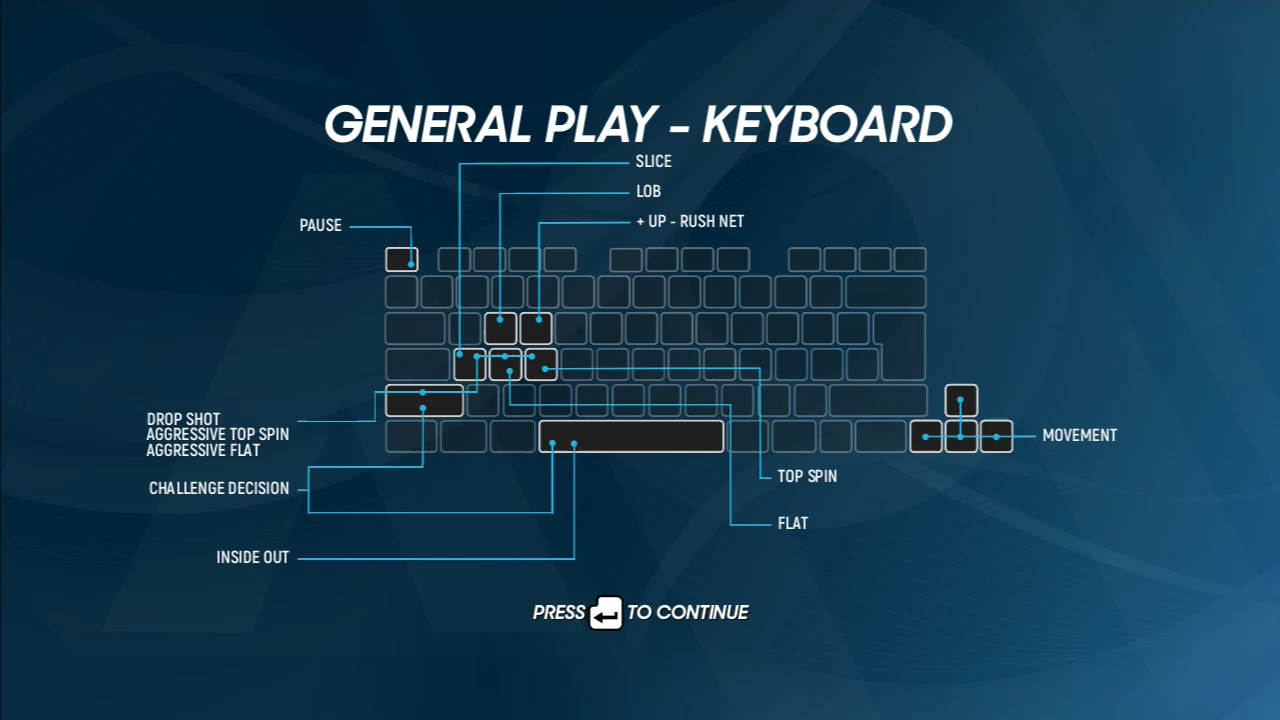 GENERAL PLAY - KEYBOARD
SLICE
LOB
+ UP - RUSH NET
PAUSE
DROP SHOT
AGGRESSIVE TOP SPIN
AGGRESSIVE FLAT
MOVEMENT
CHALLENGE DECISION
TOP SPIN
FLAT
INSIDE OUT
PRESS TO CONTINUE